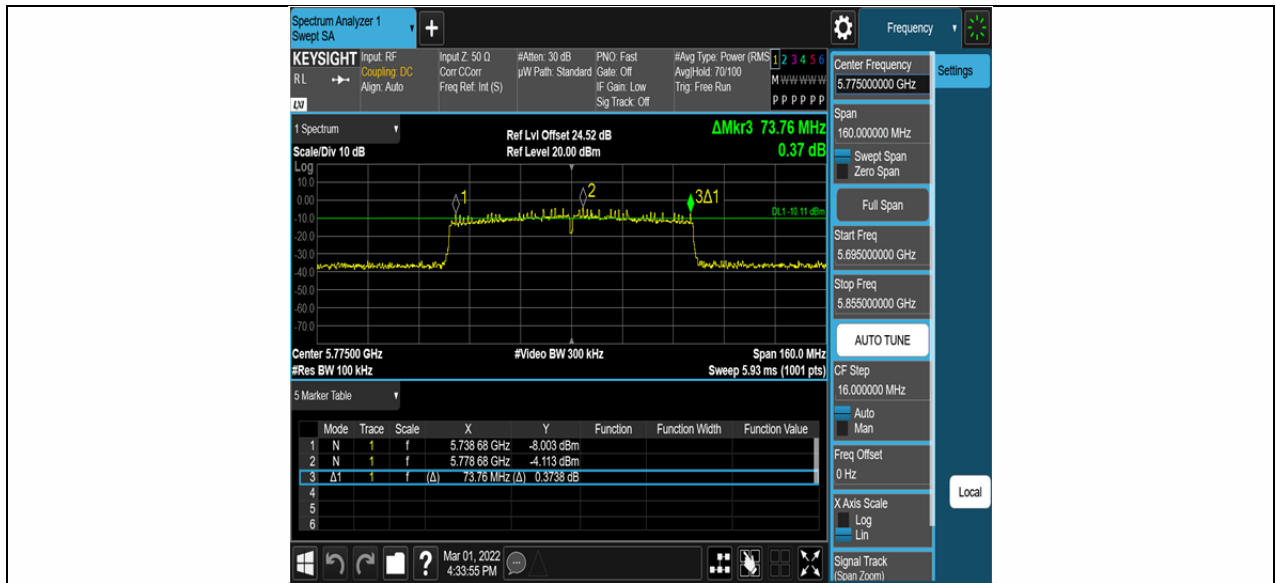 Spectrum Analyzer 1
Swept SA
+
Frequency
KEYSIGHT
RL
LXI
Input: RF
Coupling: DC
Align: Auto
Input Z: 50 Ω
Corr CCorr
Freq Ref: Int (S)
#Atten: 30 dB
µW Path: Standard
PNO: Fast
Gate: Off
IF Gain: Low
Sig Track: Off
#Avg Type: Power (RMS
Avg|Hold: 70/100
Trig: Free Run
1 2 3 4 5 6
M W W W W W
P P P P P P
1 Spectrum
Scale/Div 10 dB
Ref Lvl Offset 24.52 dB
Ref Level 20.00 dBm
ΔMkr3 73.76 MHz
0.37 dB
Log
10.0
0.00
-10.0
-20.0
-30.0
-40.0
-50.0
-60.0
-70.0
1
2
3Δ1
DL1 -10.11 dBm
Center 5.77500 GHz
#Res BW 100 kHz
#Video BW 300 kHz
Span 160.0 MHz
Sweep 5.93 ms (1001 pts)
5 Marker Table
Mode Trace Scale X Y Function Function Width Function Value
1 N 1 f 5.738 68 GHz -8.003 dBm
2 N 1 f 5.778 68 GHz -4.113 dBm
3 Δ1 1 f (Δ) 73.76 MHz (Δ) 0.3738 dB
4
5
6
?
Mar 01, 2022
4:33:55 PM
Center Frequency
5.775000000 GHz
Span
160.000000 MHz
Swept Span
Zero Span
Full Span
Start Freq
5.695000000 GHz
Stop Freq
5.855000000 GHz
AUTO TUNE
CF Step
16.000000 MHz
Auto
Man
Freq Offset
0 Hz
X Axis Scale
Log
Lin
Signal Track
(Span Zoom)
Settings
Local